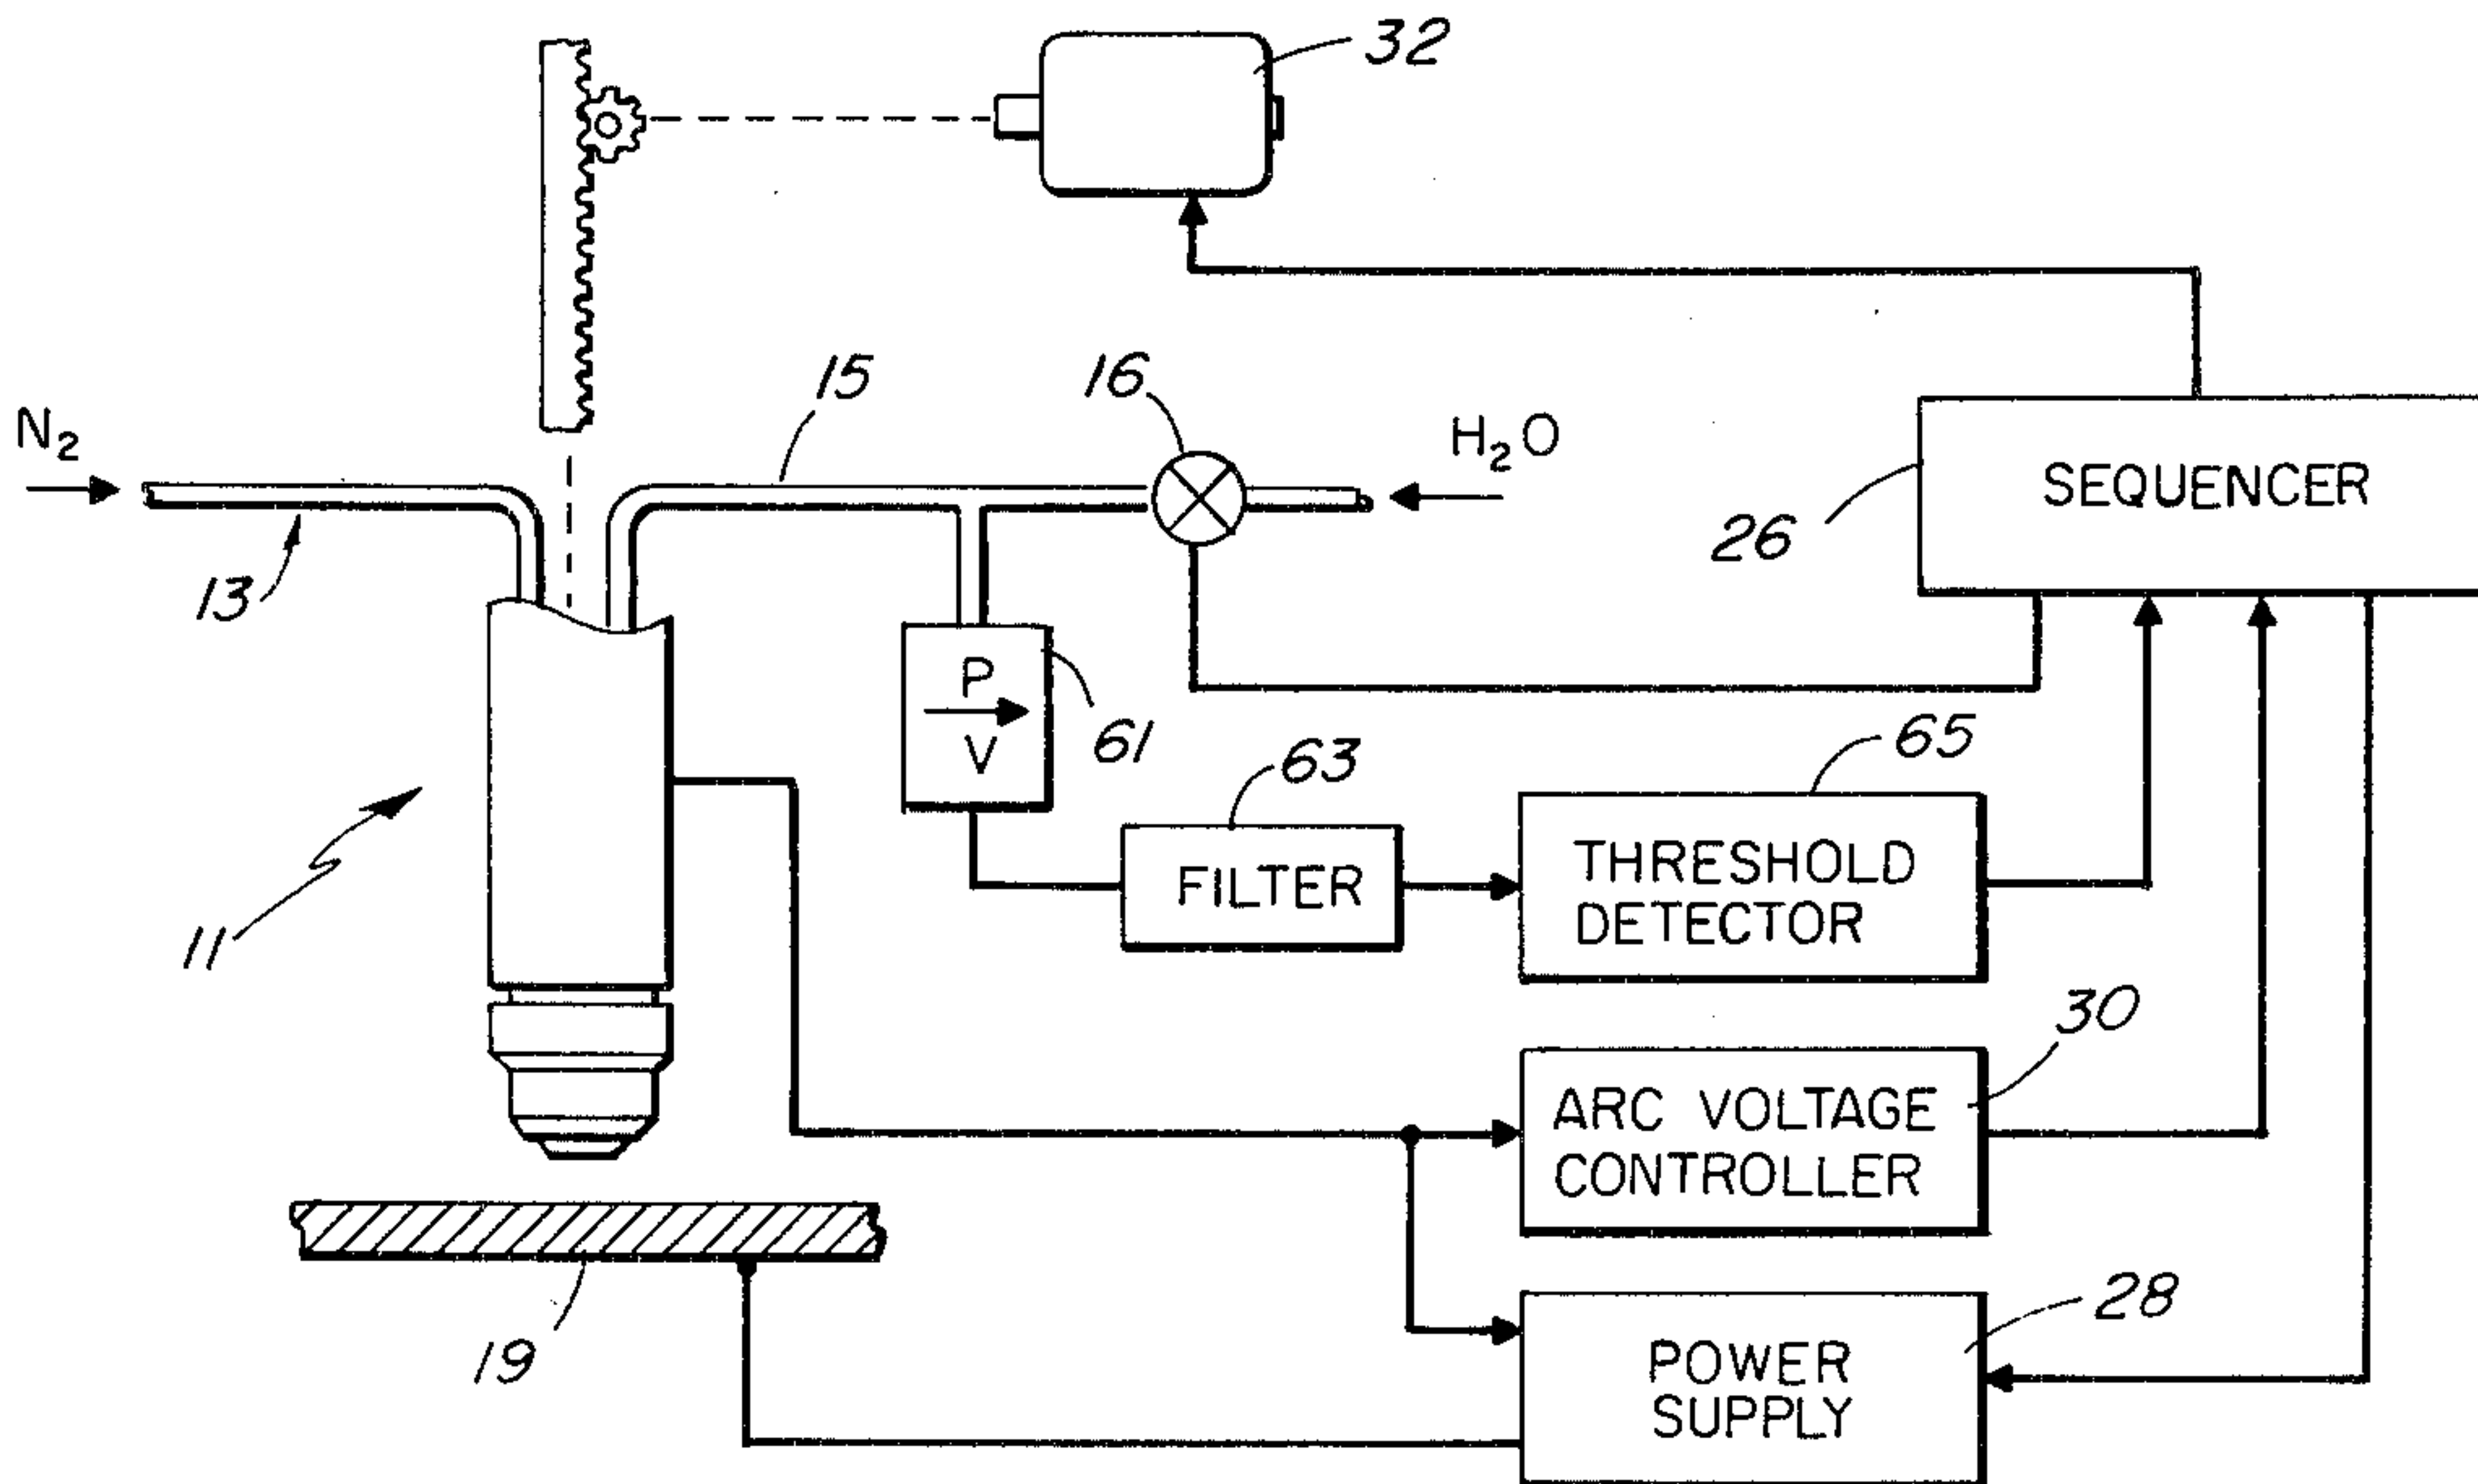 32
15
16
N₂
H₂O
SEQUENCER
26
13
P
V
61
63
65
FILTER
THRESHOLD
DETECTOR
11
30
ARC VOLTAGE
CONTROLLER
28
19
POWER
SUPPLY